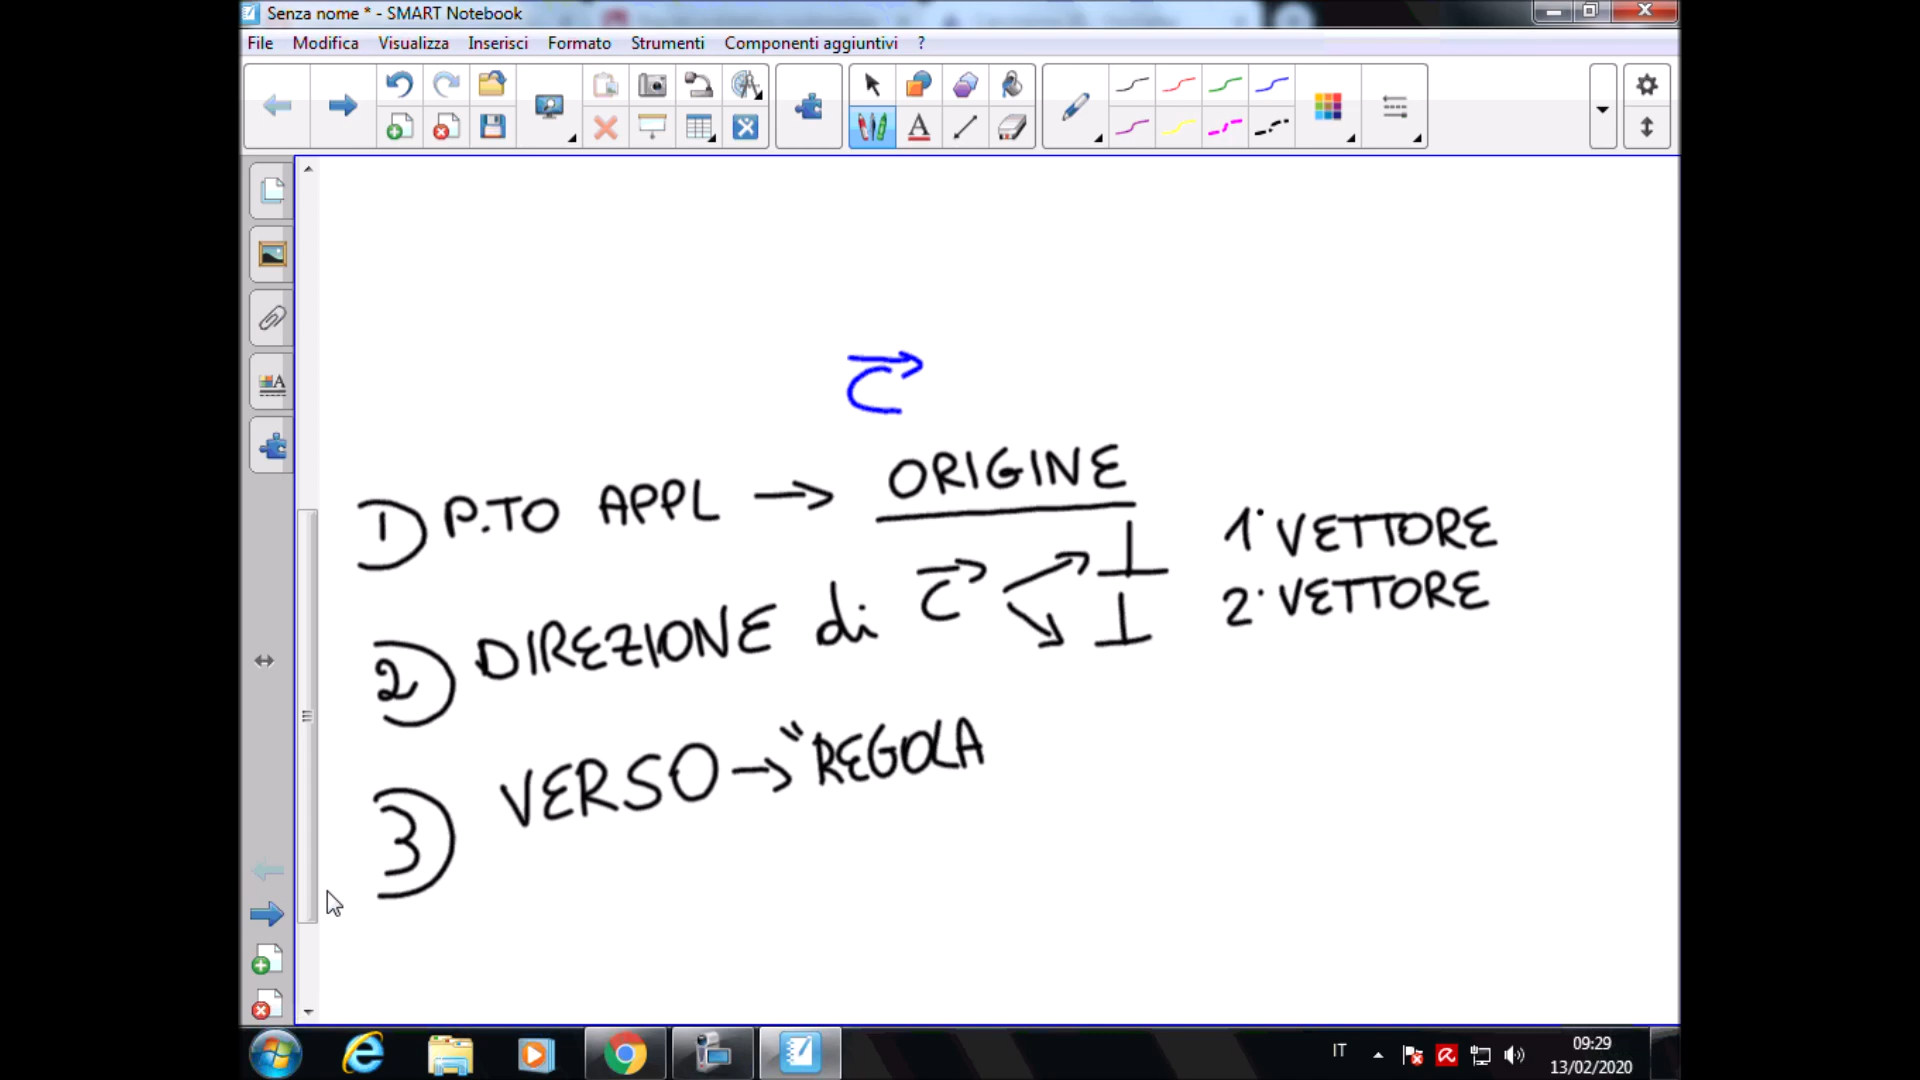 Senza nome * - SMART Notebook
File Modifica Visualizza Inserisci Formato Strumenti Componenti aggiuntivi ?
C
1) P.TO APPL → ORIGINE
2) DIREZIONE di C ⊥ 1° VETTORE
⊥ 2° VETTORE
3) VERSO → "REGOLA
IT
09:29
13/02/2020